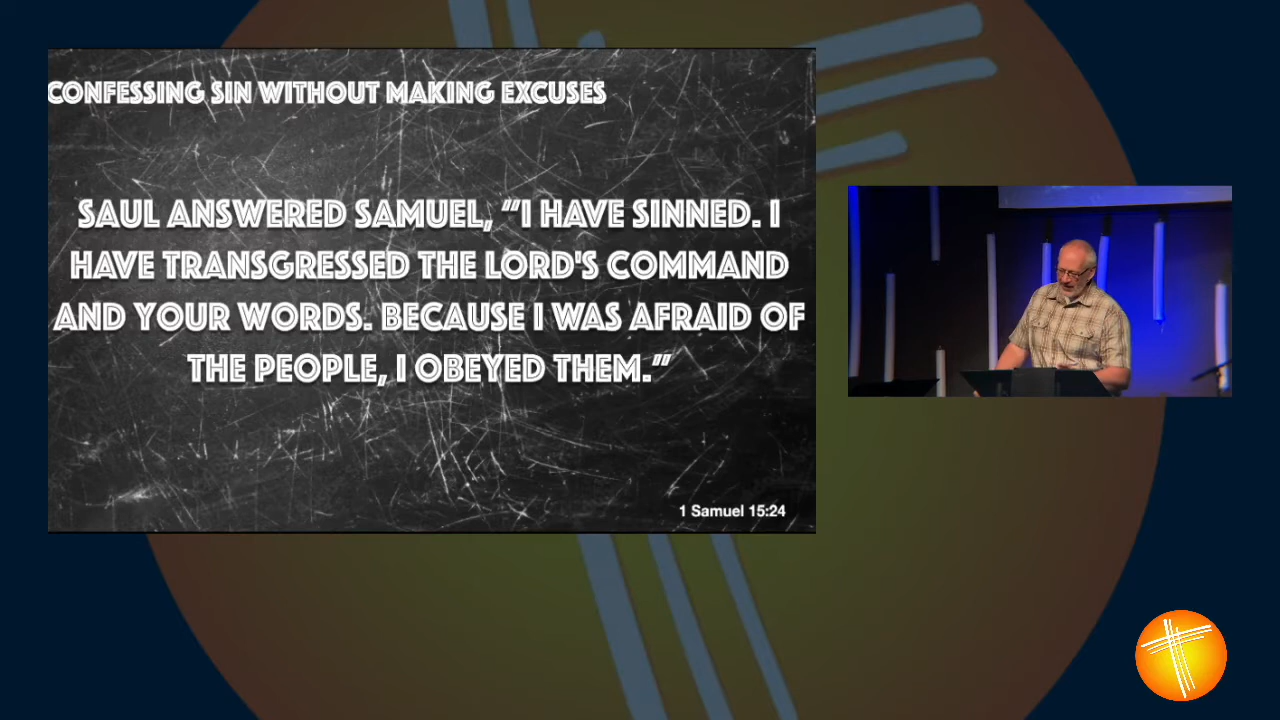 CONFESSING SIN WITHOUT MAKING EXCUSES
SAUL ANSWERED SAMUEL, “I HAVE SINNED. I
HAVE TRANSGRESSED THE LORD'S COMMAND
AND YOUR WORDS. BECAUSE I WAS AFRAID OF
THE PEOPLE, I OBEYED THEM.”
1 Samuel 15:24